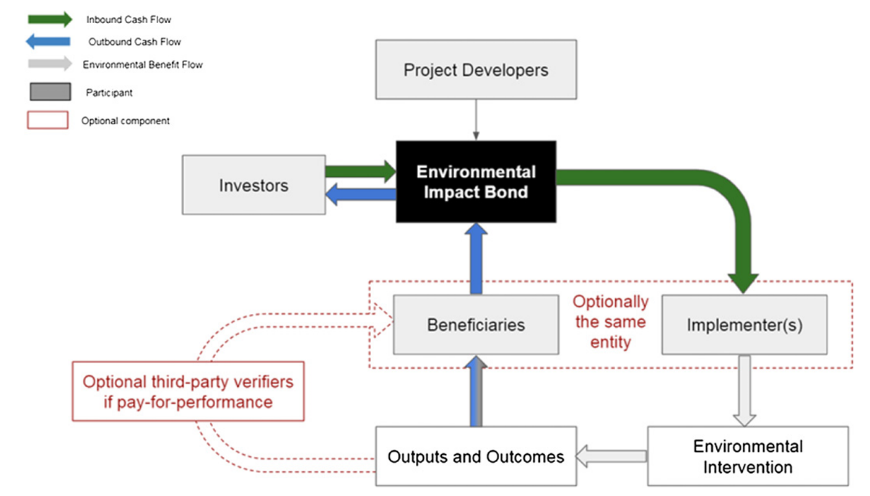 Inbound Cash Flow
Outbound Cash Flow
Environmental Benefit Flow
Participant
Optional component
Project Developers
Investors
Environmental
Impact Bond
Beneficiaries
Optionally
the same
entity
Implementer(s)
Optional third-party verifiers
if pay-for-performance
Outputs and Outcomes
Environmental
Intervention